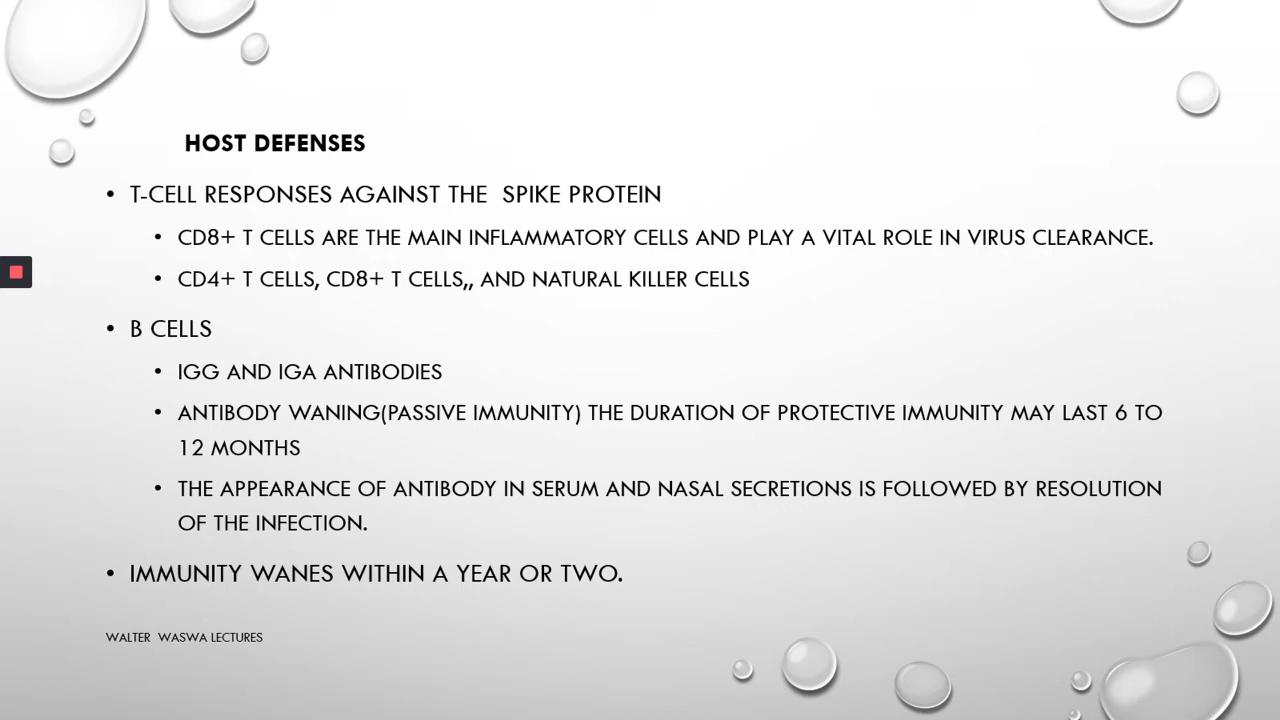 HOST DEFENSES
• T-CELL RESPONSES AGAINST THE  SPIKE PROTEIN
• CD8+ T CELLS ARE THE MAIN INFLAMMATORY CELLS AND PLAY A VITAL ROLE IN VIRUS CLEARANCE.
• CD4+ T CELLS, CD8+ T CELLS,, AND NATURAL KILLER CELLS
• B CELLS
• IGG AND IGA ANTIBODIES
• ANTIBODY WANING(PASSIVE IMMUNITY) THE DURATION OF PROTECTIVE IMMUNITY MAY LAST 6 TO
12 MONTHS
• THE APPEARANCE OF ANTIBODY IN SERUM AND NASAL SECRETIONS IS FOLLOWED BY RESOLUTION
OF THE INFECTION.
• IMMUNITY WANES WITHIN A YEAR OR TWO.
WALTER  WASWA LECTURES